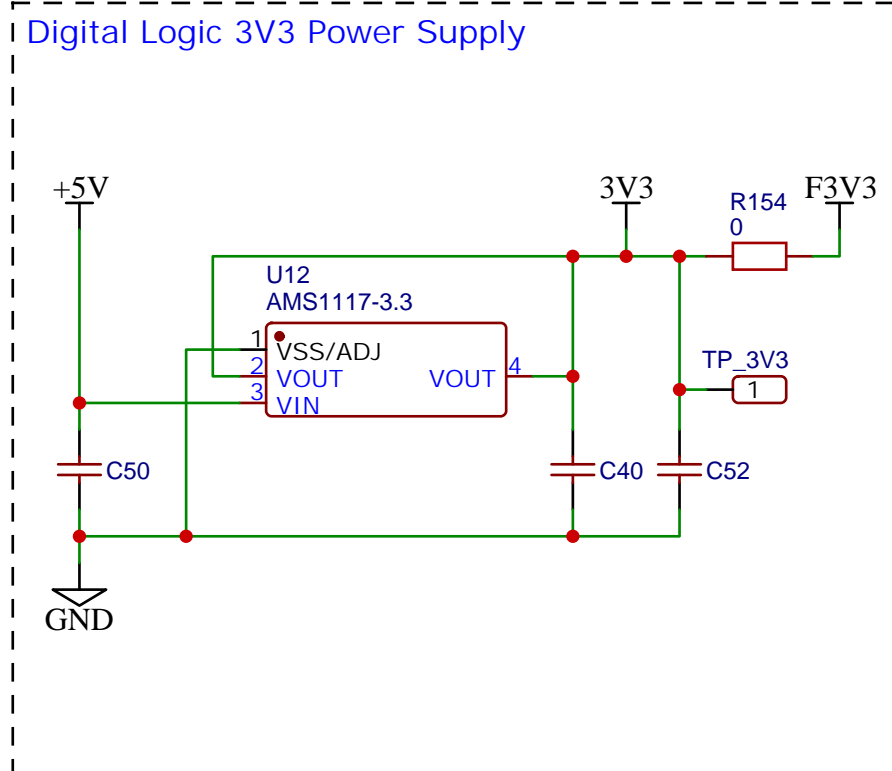 Digital Logic 3V3 Power Supply
+5V
3V3
R154
0
F3V3
U12
AMS1117-3.3
1
VSS/ADJ
2
VOUT
VOUT
4
3
VIN
TP_3V3
1
C50
C40
C52
GND